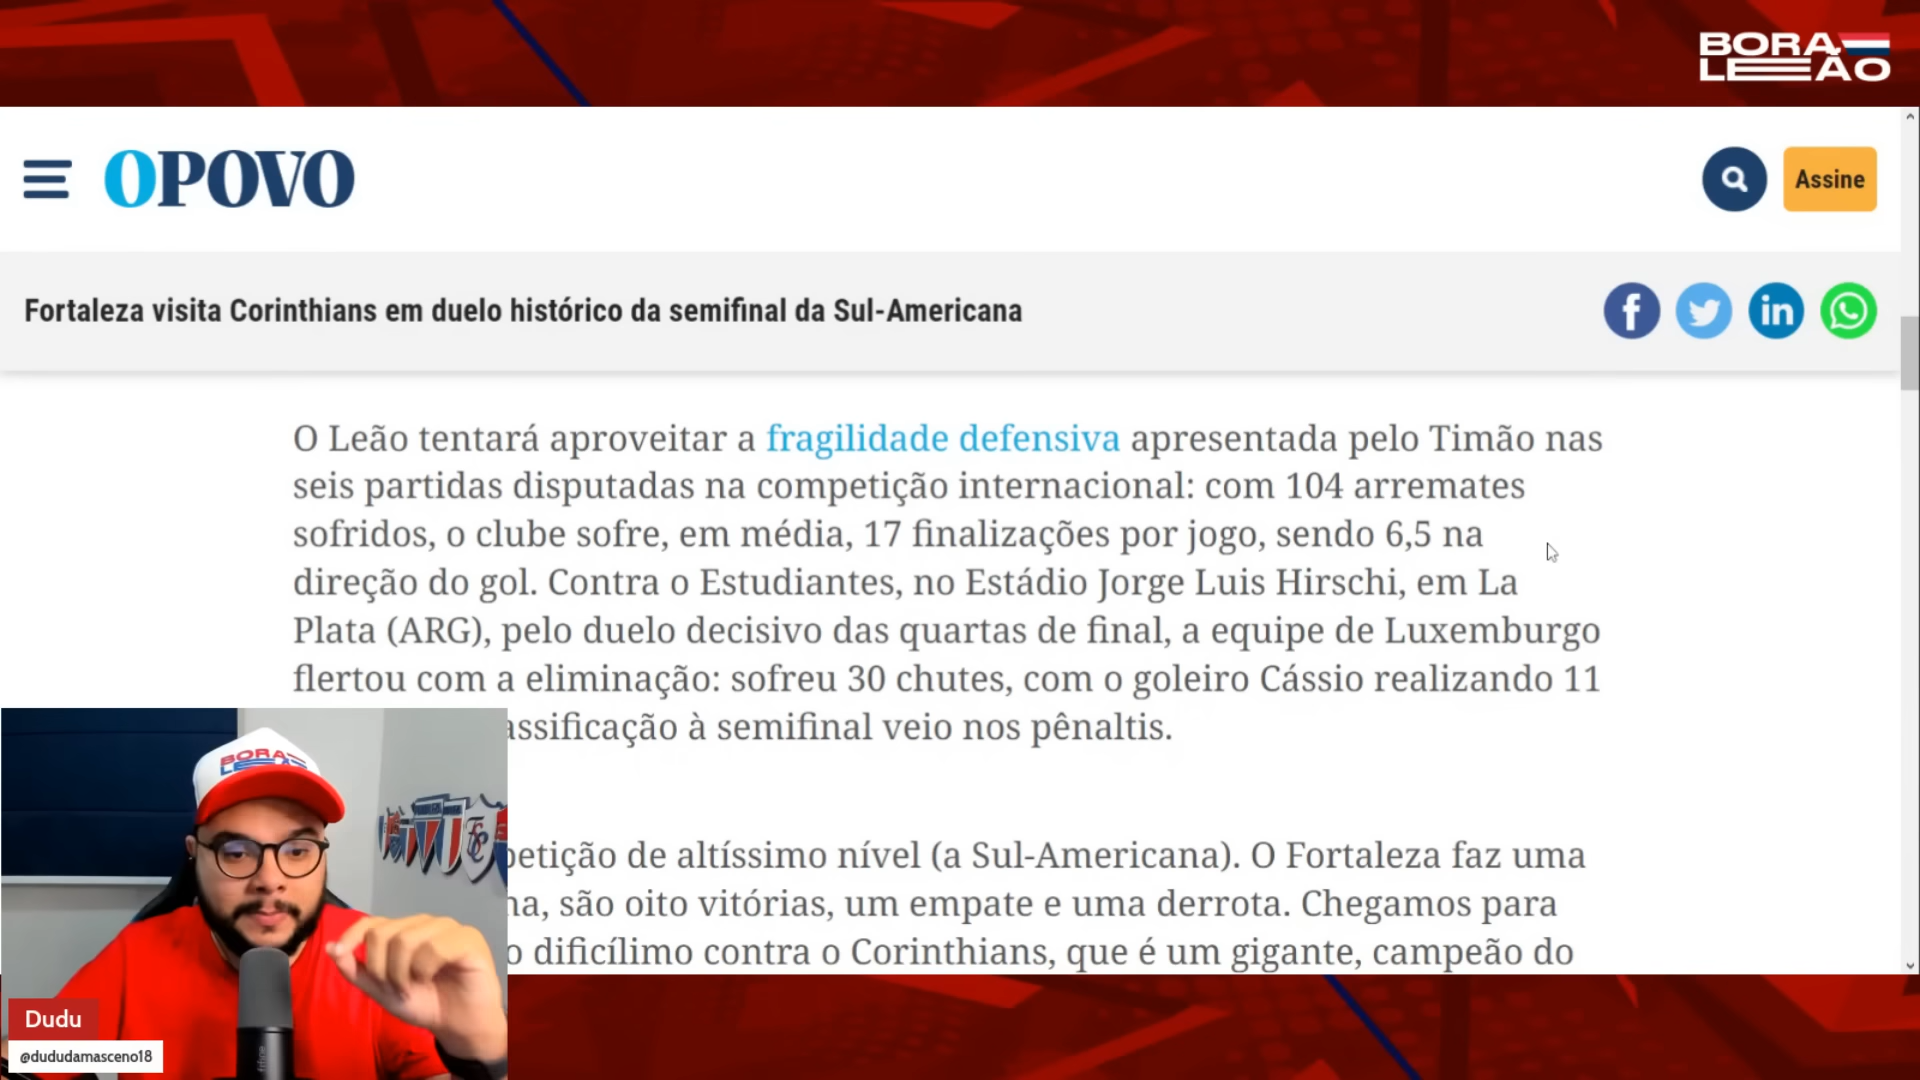 BORA
LEÃO
OPOVO
Assine
Fortaleza visita Corinthians em duelo histórico da semifinal da Sul-Americana
O Leão tentará aproveitar a fragilidade defensiva apresentada pelo Timão nas
seis partidas disputadas na competição internacional: com 104 arremates
sofridos, o clube sofre, em média, 17 finalizações por jogo, sendo 6,5 na
direção do gol. Contra o Estudiantes, no Estádio Jorge Luis Hirschi, em La
Plata (ARG), pelo duelo decisivo das quartas de final, a equipe de Luxemburgo
flertou com a eliminação: sofreu 30 chutes, com o goleiro Cássio realizando 11
assificação à semifinal veio nos pênaltis.
petição de altíssimo nível (a Sul-Americana). O Fortaleza faz uma
na, são oito vitórias, um empate e uma derrota. Chegamos para
o dificílimo contra o Corinthians, que é um gigante, campeão do
BORA
LEÃO
Dudu
@dududamasceno18
fifine